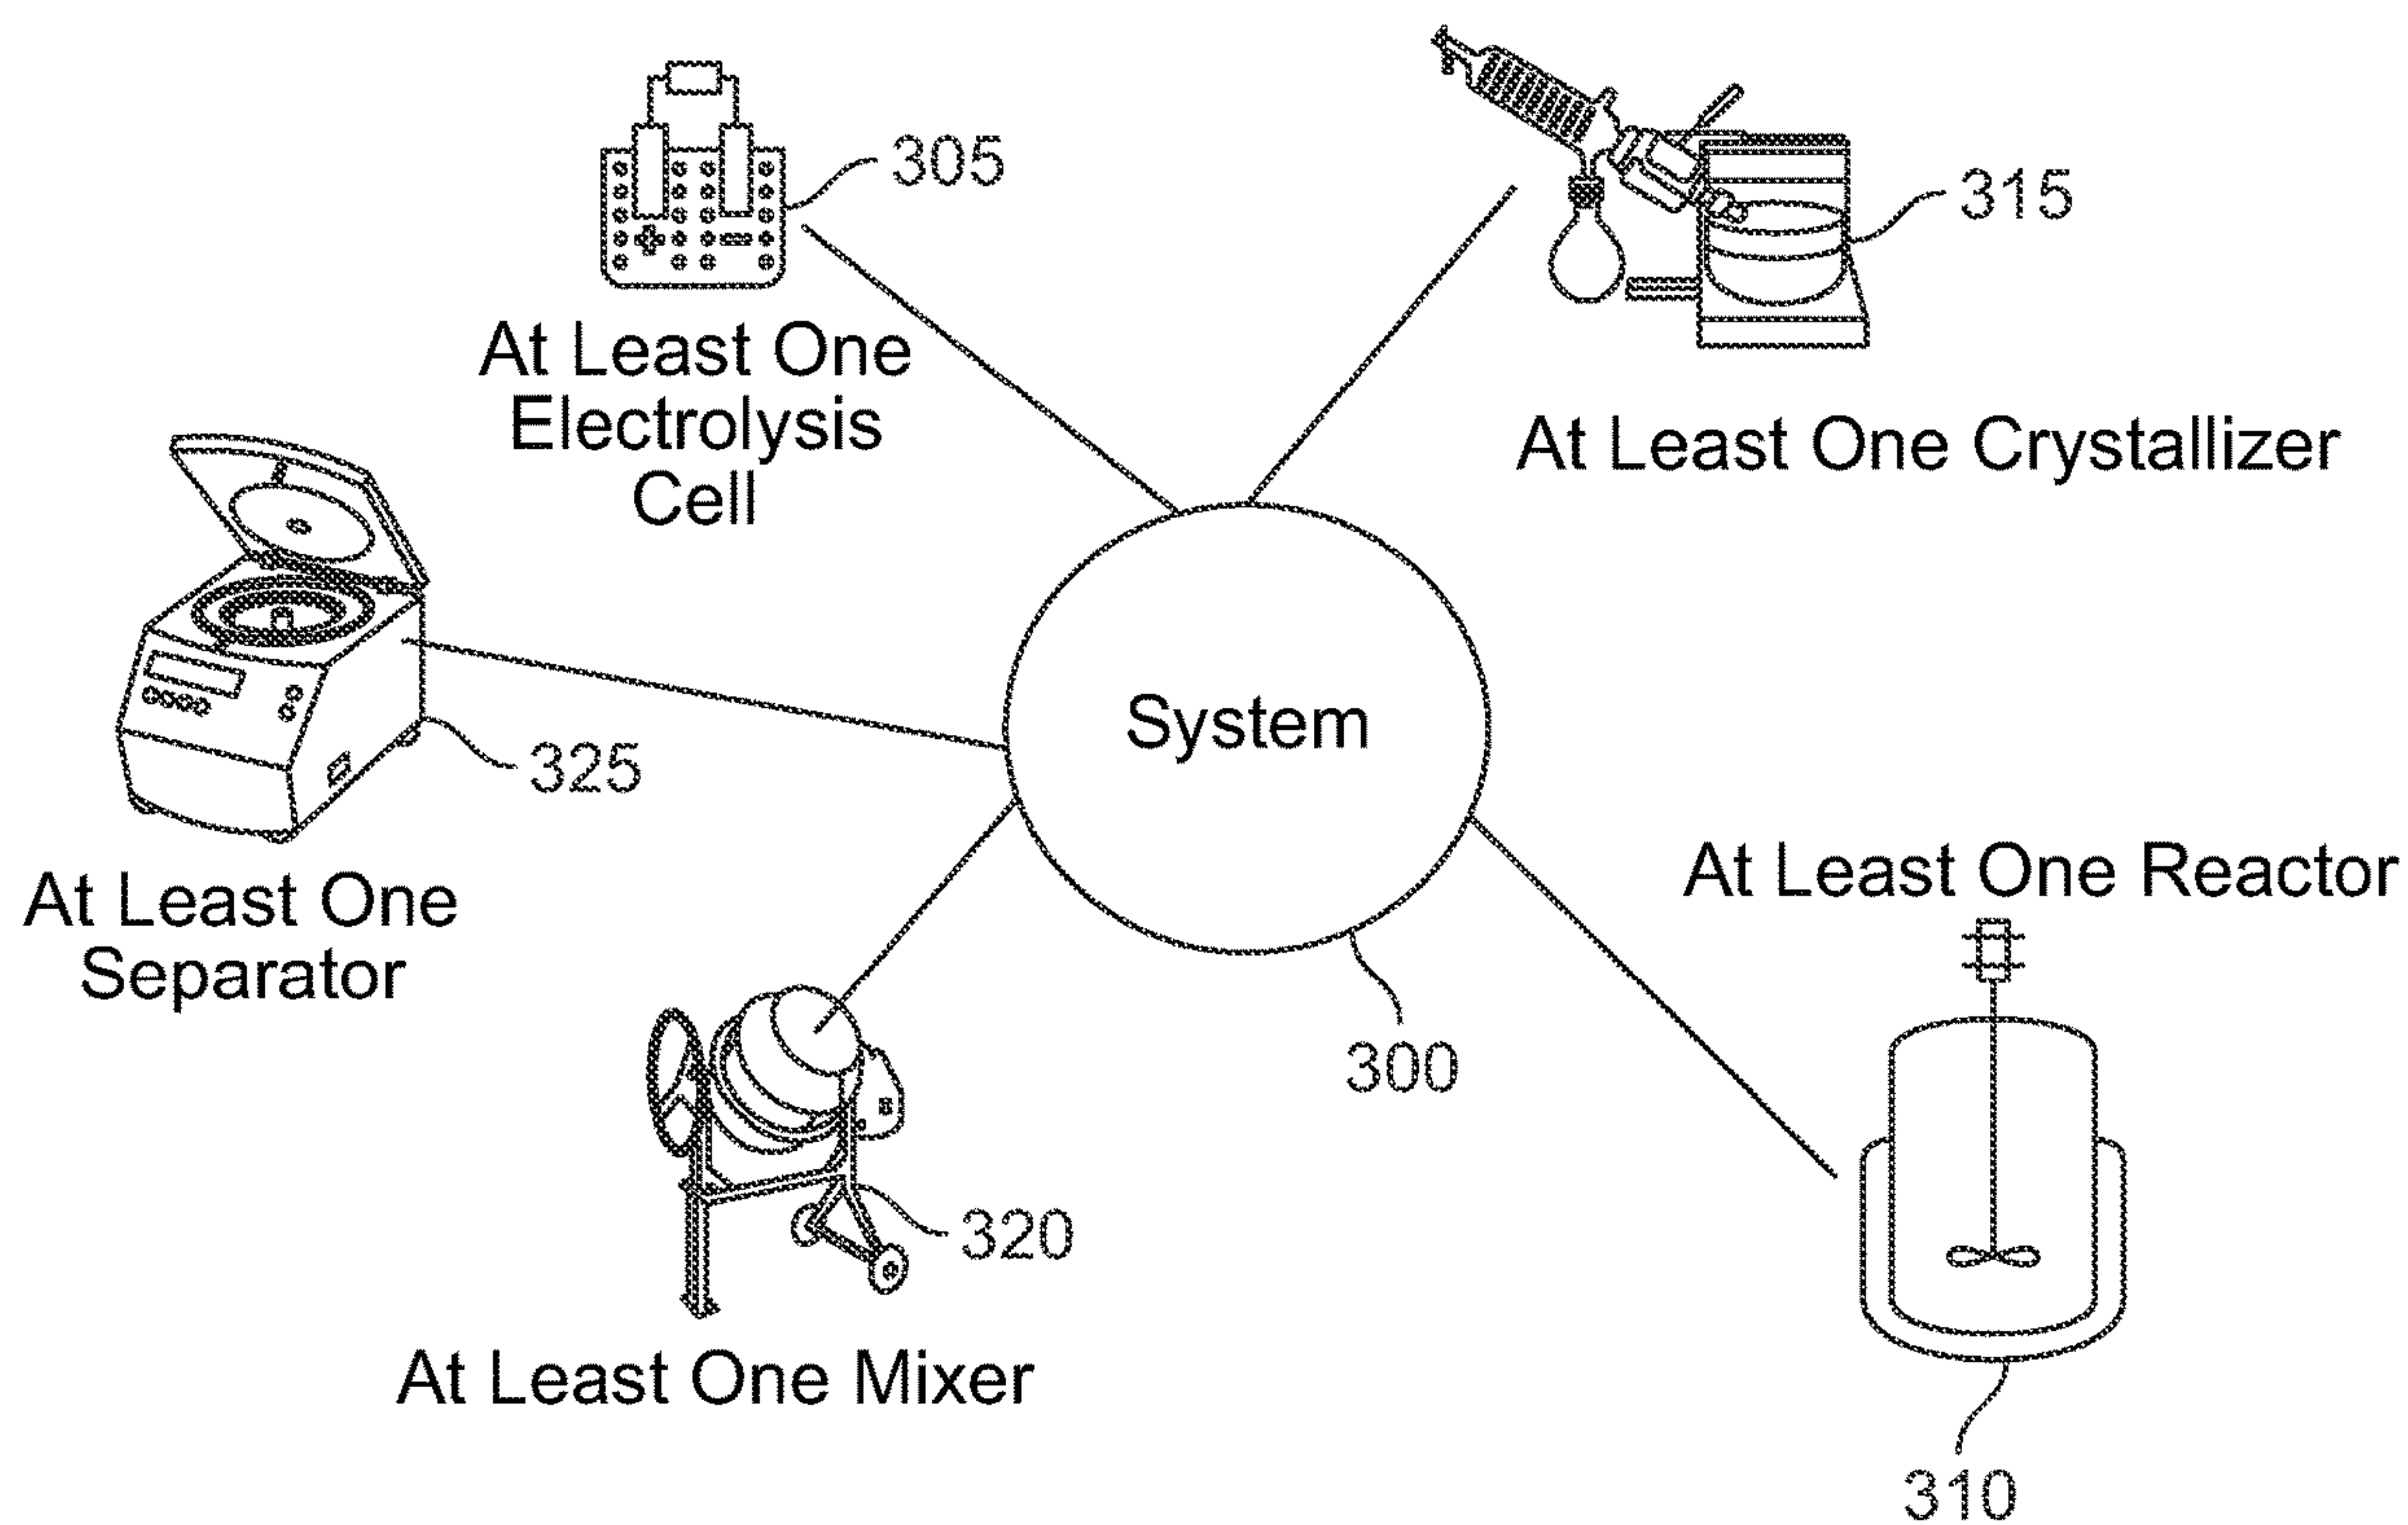 305
315
At Least One
Electrolysis
Cell
At Least One Crystallizer
System
325
At Least One Reactor
At Least One
Separator
300
320
At Least One Mixer
310